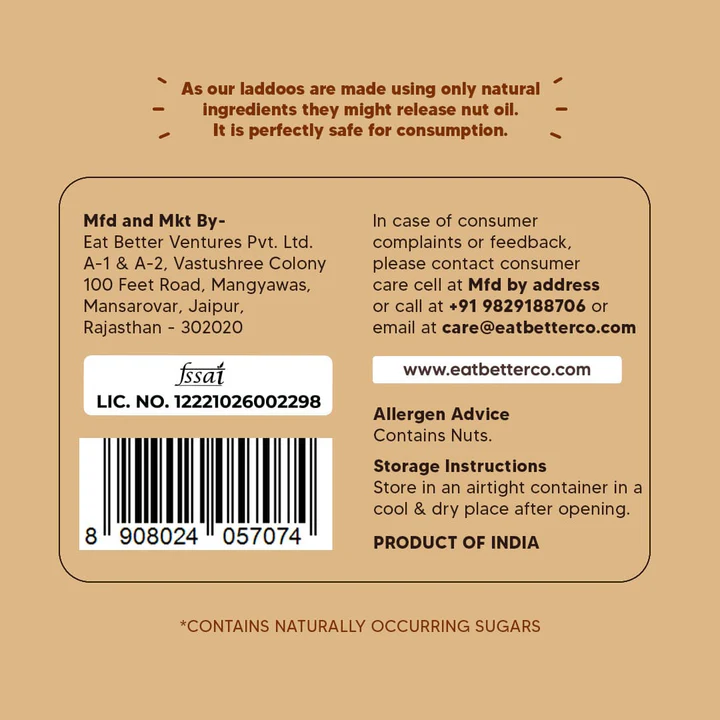 As our laddoos are made using only natural
ingredients they might release nut oil.
It is perfectly safe for consumption.
Mfd and Mkt By-
Eat Better Ventures Pvt. Ltd.
A-1 & A-2, Vastushree Colony
100 Feet Road, Mangyawas,
Mansarovar, Jaipur,
Rajasthan - 302020
fssai
LIC. NO. 12221026002298
8 908024 057074
In case of consumer
complaints or feedback,
please contact consumer
care cell at Mfd by address
or call at +91 9829188706 or
email at care@eatbetterco.com
www.eatbetterco.com
Allergen Advice
Contains Nuts.
Storage Instructions
Store in an airtight container in a
cool & dry place after opening.
PRODUCT OF INDIA
*CONTAINS NATURALLY OCCURRING SUGARS